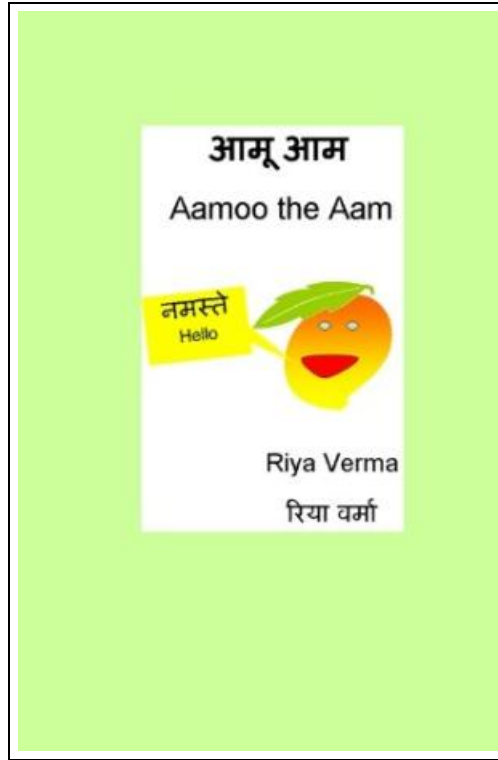 आमू आम
Aamoo the Aam
नमस्ते
Hello
Riya Verma
रिया वर्मा